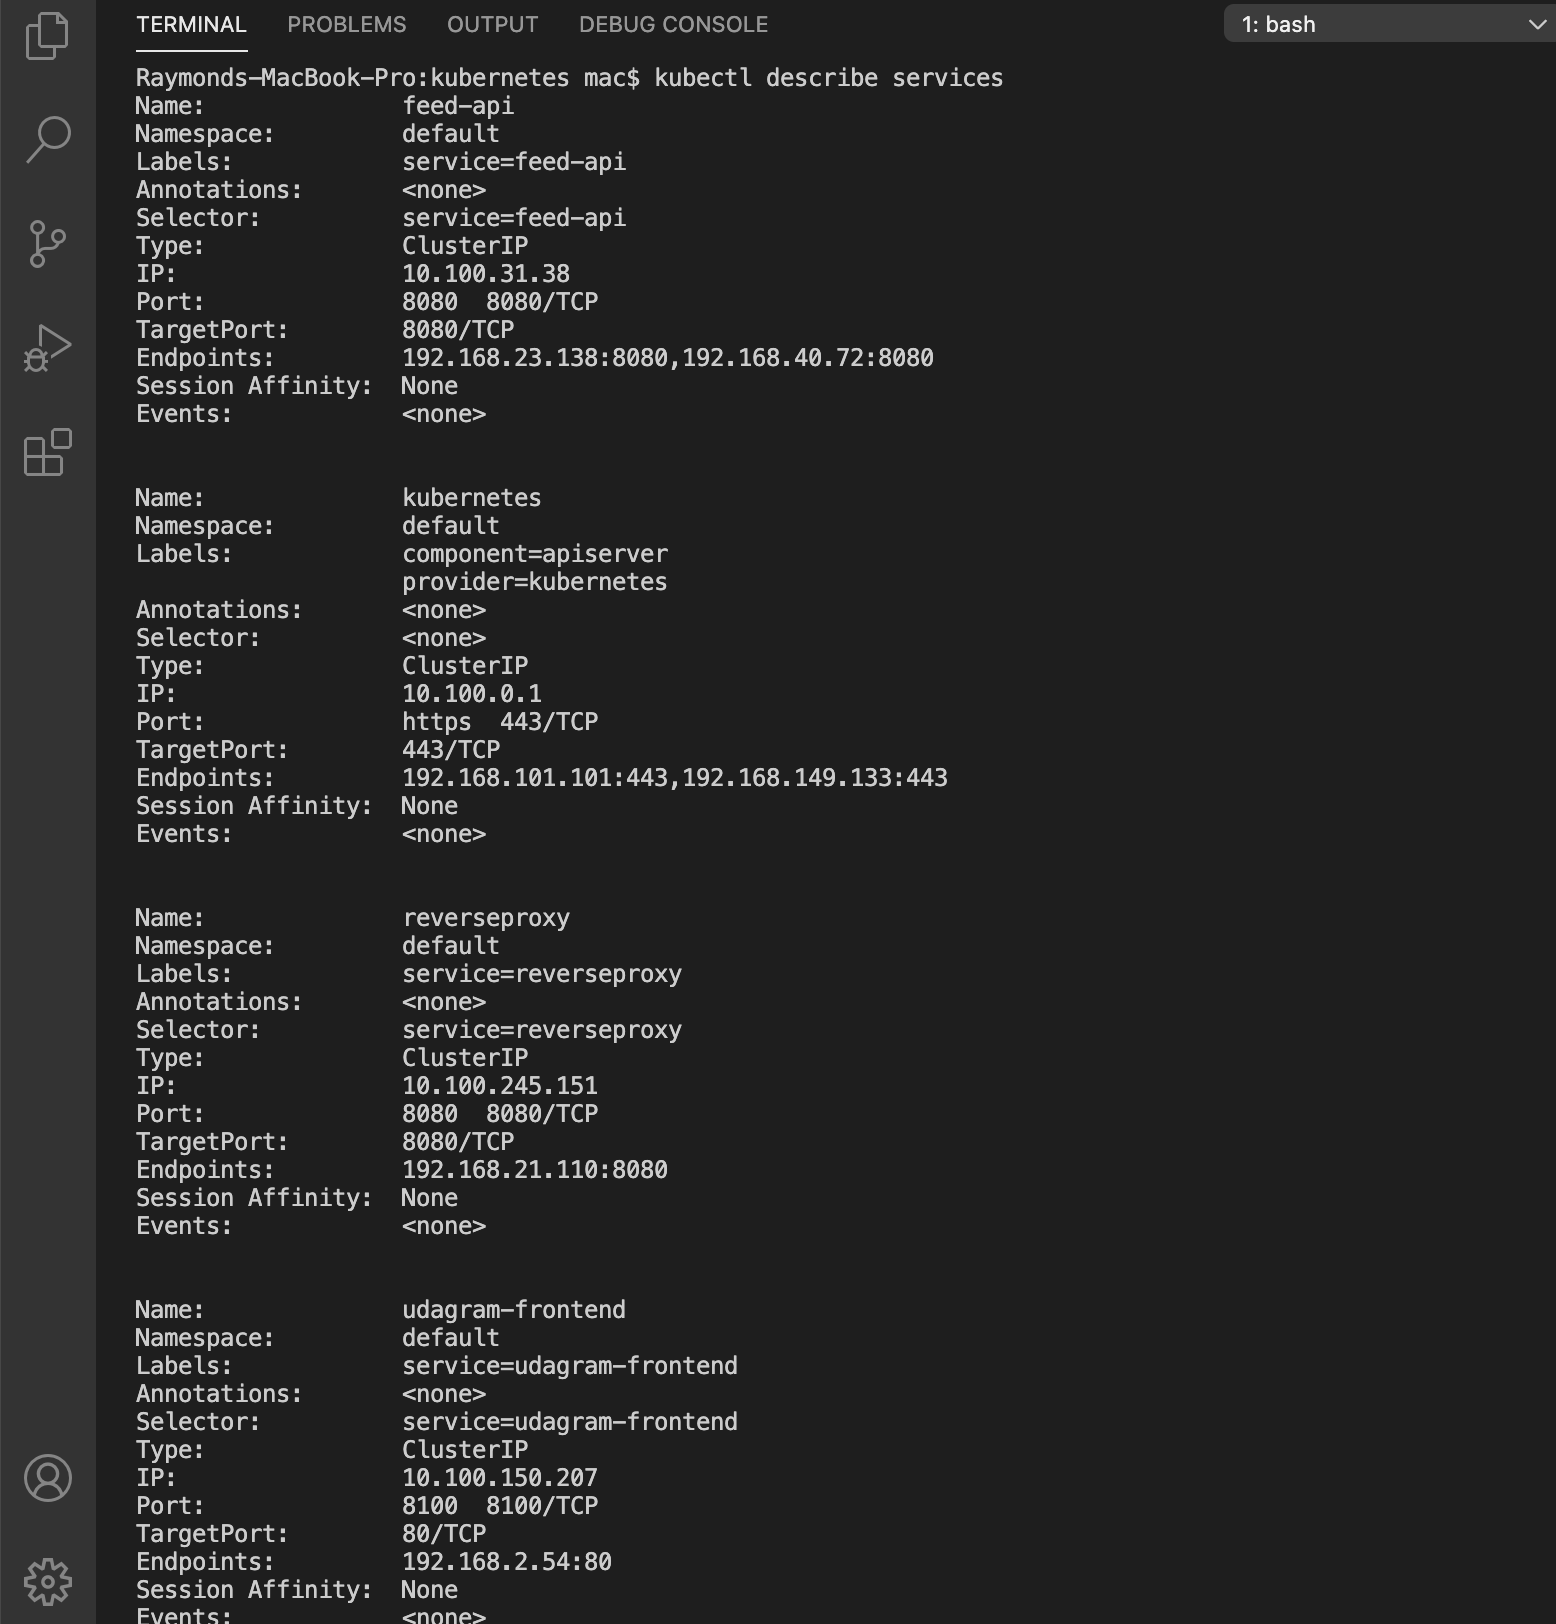 TERMINAL PROBLEMS OUTPUT DEBUG CONSOLE 1: bash
Raymonds-MacBook-Pro:kubernetes mac$ kubectl describe services
Name: feed-api
Namespace: default
Labels: service=feed-api
Annotations: <none>
Selector: service=feed-api
Type: ClusterIP
IP: 10.100.31.38
Port: 8080 8080/TCP
TargetPort: 8080/TCP
Endpoints: 192.168.23.138:8080,192.168.40.72:8080
Session Affinity: None
Events: <none>
Name: kubernetes
Namespace: default
Labels: component=apiserver
provider=kubernetes
Annotations: <none>
Selector: <none>
Type: ClusterIP
IP: 10.100.0.1
Port: https 443/TCP
TargetPort: 443/TCP
Endpoints: 192.168.101.101:443,192.168.149.133:443
Session Affinity: None
Events: <none>
Name: reverseproxy
Namespace: default
Labels: service=reverseproxy
Annotations: <none>
Selector: service=reverseproxy
Type: ClusterIP
IP: 10.100.245.151
Port: 8080 8080/TCP
TargetPort: 8080/TCP
Endpoints: 192.168.21.110:8080
Session Affinity: None
Events: <none>
Name: udagram-frontend
Namespace: default
Labels: service=udagram-frontend
Annotations: <none>
Selector: service=udagram-frontend
Type: ClusterIP
IP: 10.100.150.207
Port: 8100 8100/TCP
TargetPort: 80/TCP
Endpoints: 192.168.2.54:80
Session Affinity: None
Events: <none>